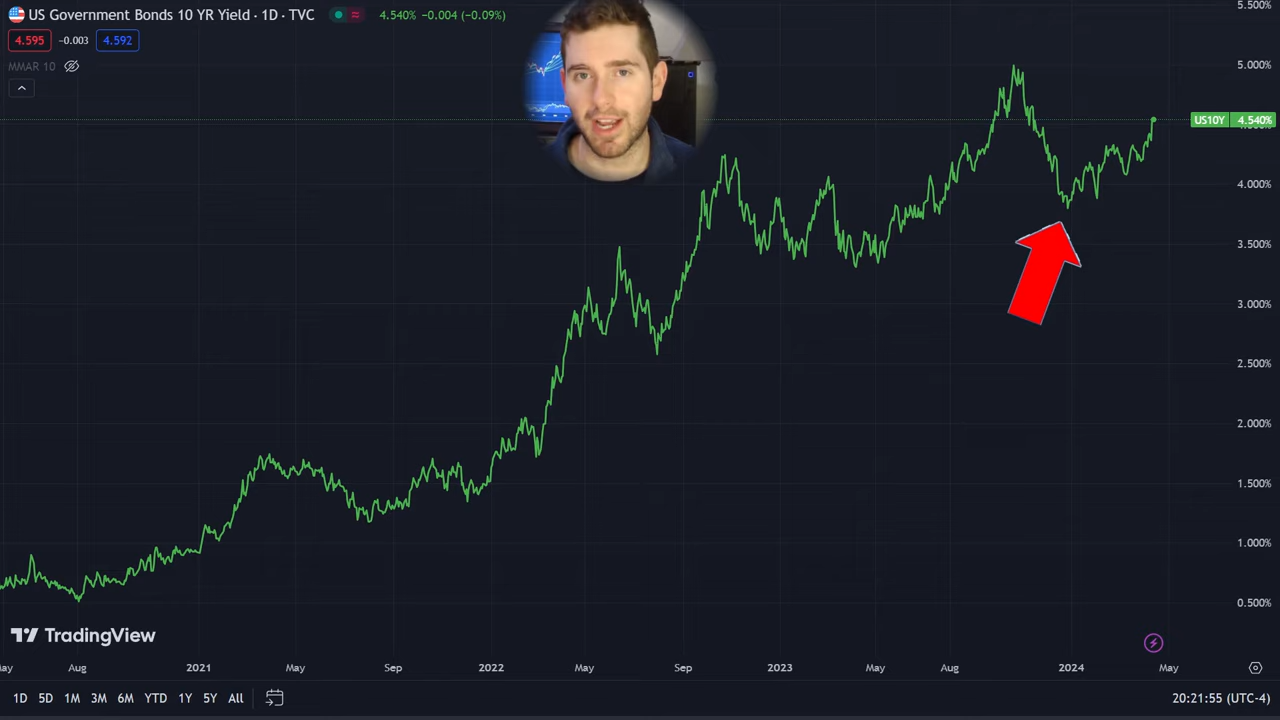 US Government Bonds 10 YR Yield · 1D · TVC
4.540% −0.004 (−0.09%)
4.595 -0.003 4.592
MMAR 10
5.500%
5.000%
US10Y 4.540%
4.000%
3.500%
3.000%
2.500%
2.000%
1.500%
1.000%
0.500%
TradingView
Aug 2021 May Sep 2022 May Sep 2023 May Aug 2024 May
1D 5D 1M 3M 6M YTD 1Y 5Y All
20:21:55 (UTC-4)